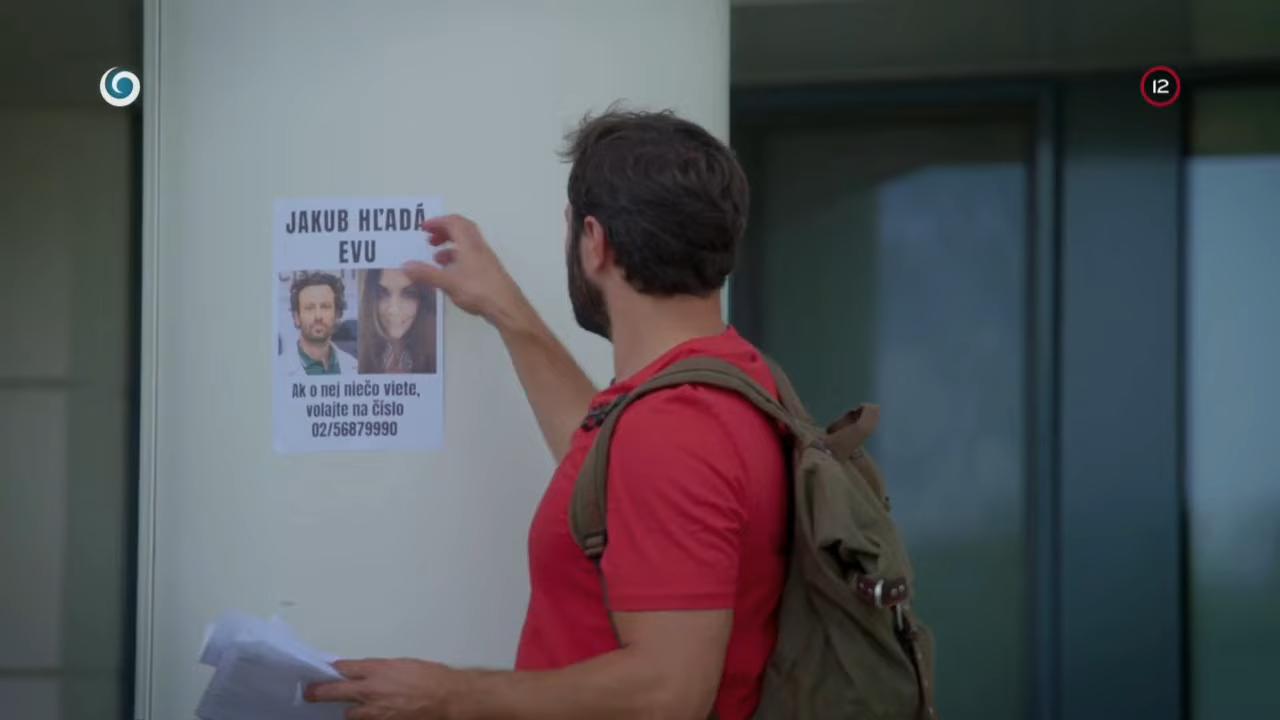 12
JAKUB HĽADÁ
EVU
Ak o nej niečo viete,
volajte na číslo
02/56879990